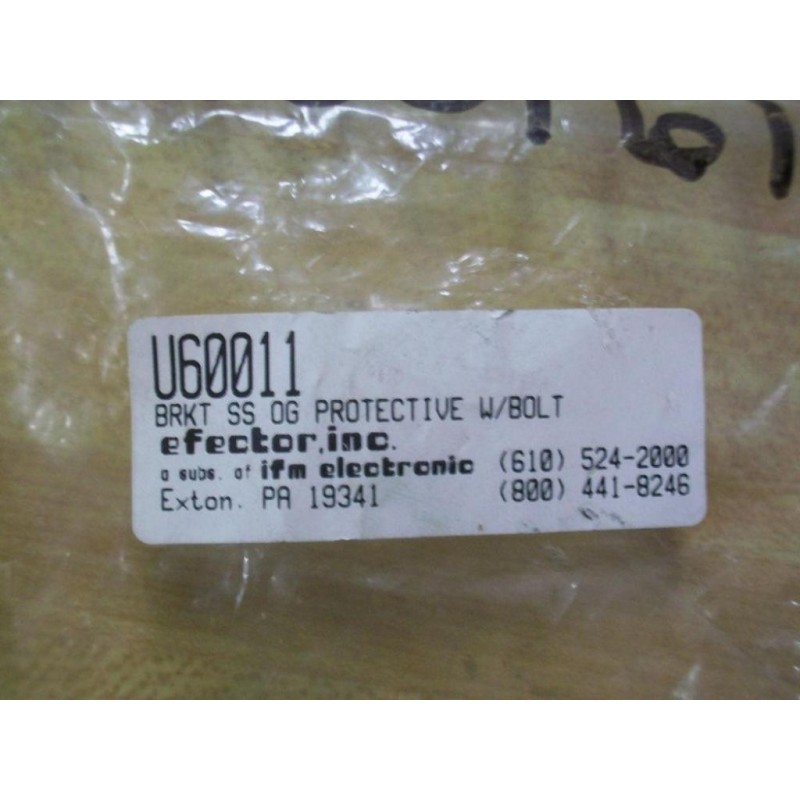 U60011
BRKT SS OG PROTECTIVE W/BOLT
efector,inc.
a subs. of ifm electronic (610) 524-2000
Exton. PA 19341 (800) 441-8246